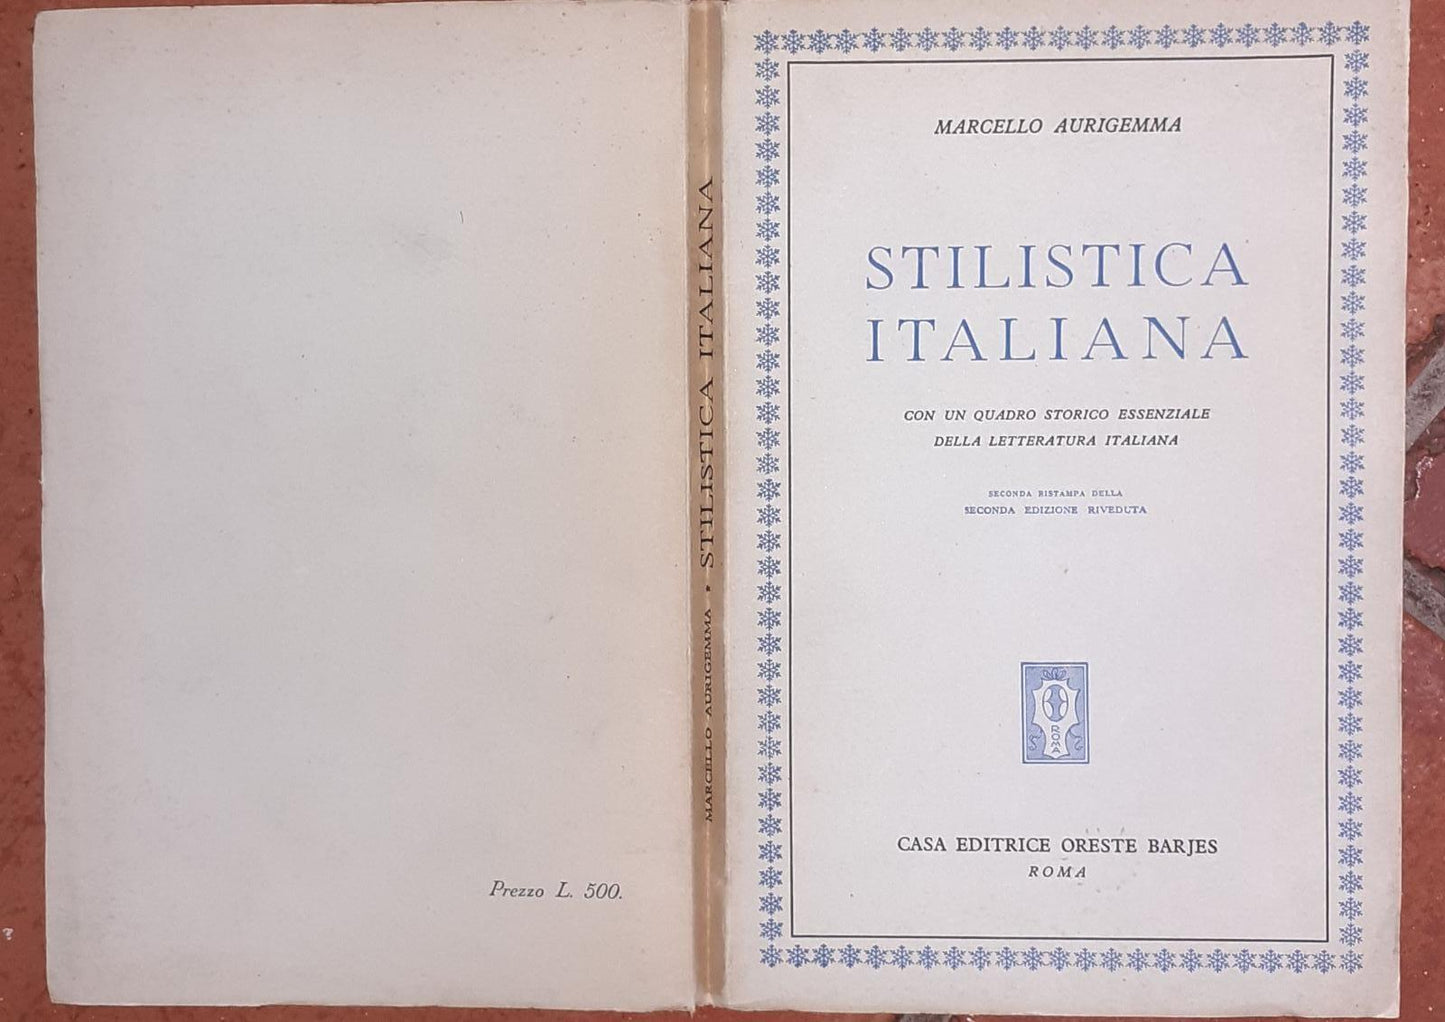 Prezzo L. 500.
MARCELLO AURIGEMMA * STILISTICA ITALIANA
MARCELLO AURIGEMMA
STILISTICA
ITALIANA
CON UN QUADRO STORICO ESSENZIALE
DELLA LETTERATURA ITALIANA
SECONDA RISTAMPA DELLA
SECONDA EDIZIONE RIVEDUTA
ROMA
CASA EDITRICE ORESTE BARJES
ROMA